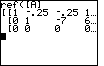 ref([A])
[[1 -.25 -.25 1…
[0 1 -7 6…
[0 0 0 0…